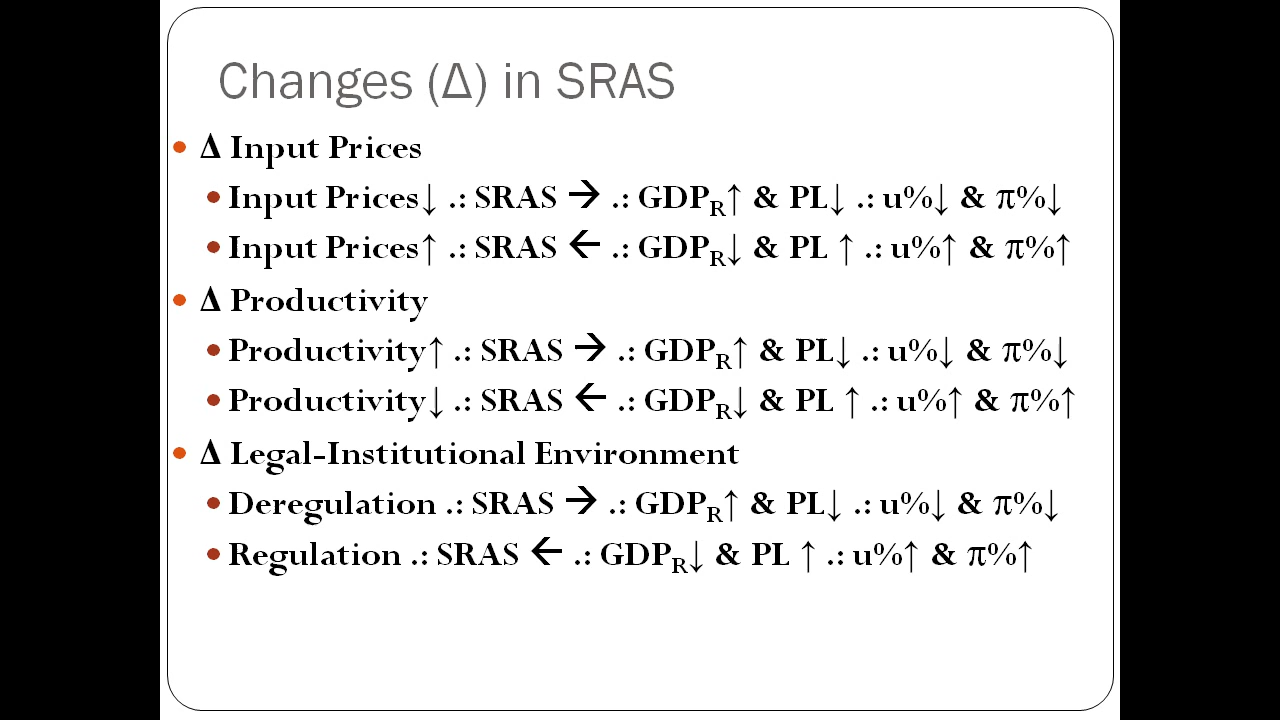 Changes (Δ) in SRAS
• Δ Input Prices
• Input Prices↓ .: SRAS → .: GDPR↑ & PL↓ .: u%↓ & π%↓
• Input Prices↑ .: SRAS ← .: GDPR↓ & PL ↑ .: u%↑ & π%↑
• Δ Productivity
• Productivity↑ .: SRAS → .: GDPR↑ & PL↓ .: u%↓ & π%↓
• Productivity↓ .: SRAS ← .: GDPR↓ & PL ↑ .: u%↑ & π%↑
• Δ Legal-Institutional Environment
• Deregulation .: SRAS → .: GDPR↑ & PL↓ .: u%↓ & π%↓
• Regulation .: SRAS ← .: GDPR↓ & PL ↑ .: u%↑ & π%↑